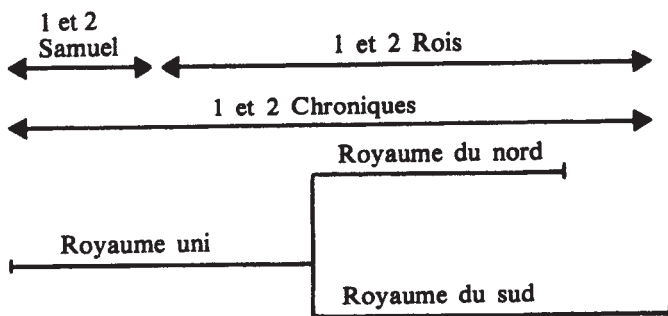 1 et 2
Samuel
1 et 2 Rois
1 et 2 Chroniques
Royaume du nord
Royaume uni
Royaume du sud